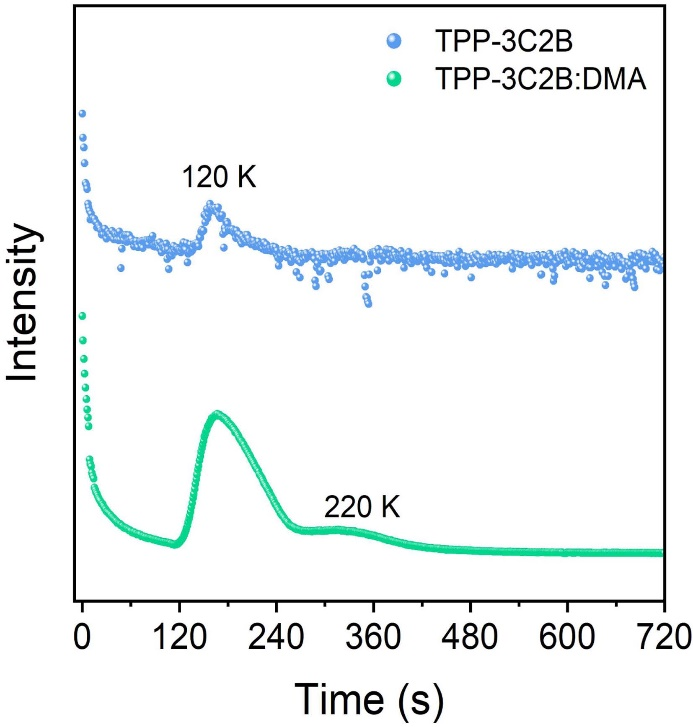 TPP-3C2B
TPP-3C2B:DMA
120 K
220 K
Intensity
0 120 240 360 480 600 720
Time (s)